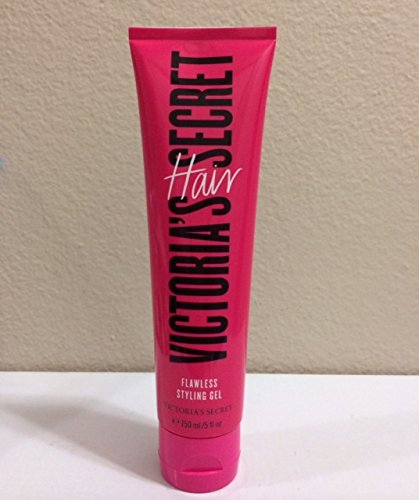 VICTORIA'S SECRET
Hair
FLAWLESS
STYLING GEL
VICTORIA'S SECRET
℮ 150 ml/5 fl oz